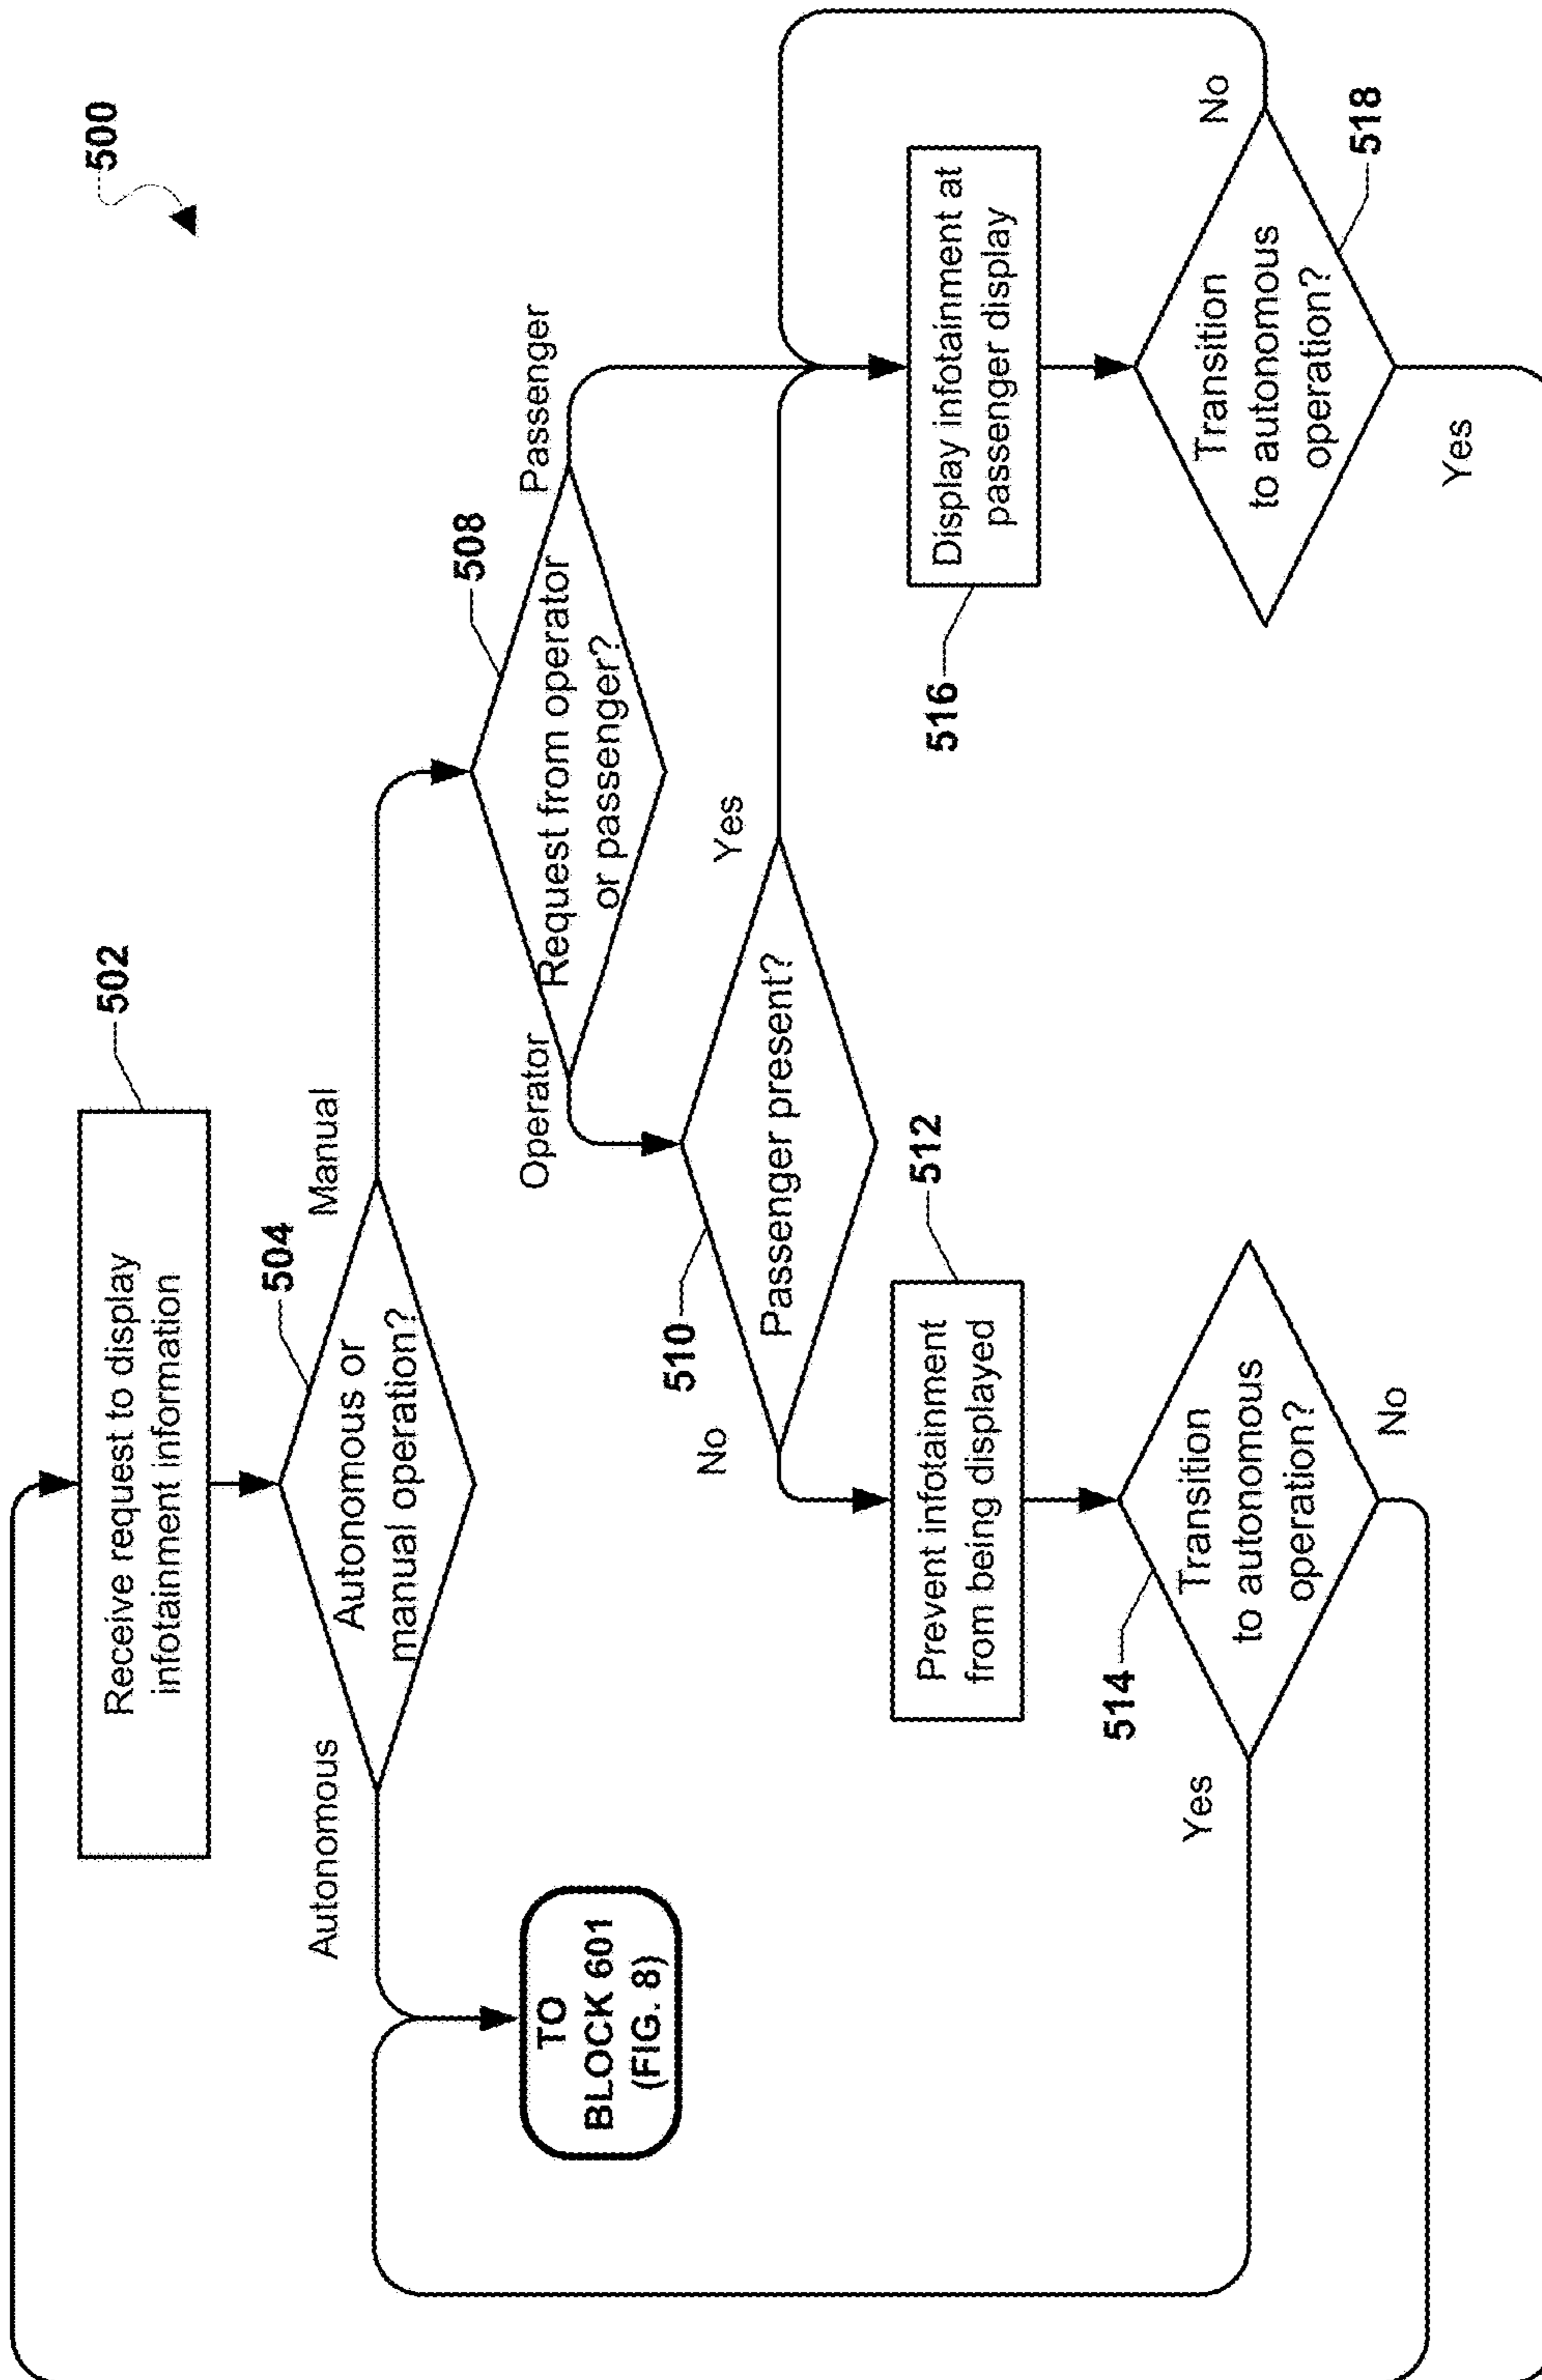 500
502
Receive request to display
infotainment information
504
Autonomous
Manual
Autonomous or
manual operation?
508
Operator
Passenger
Request from operator
or passenger?
TO
BLOCK 601
(FIG. 8)
510
No
Yes
Passenger present?
512
Prevent infotainment
from being displayed
516
Display infotainment at
passenger display
514
Yes
Transition
to autonomous
operation?
No
No
518
Transition
to autonomous
operation?
Yes